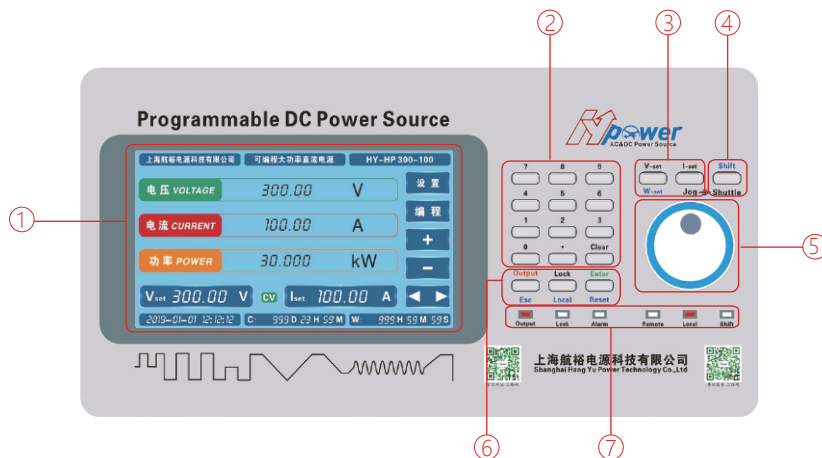 ② ③ ④
Programmable DC Power Source
Hpower
AC&DC Power Source
①
上海航裕电源科技有限公司 可编程大功率直流电源 HY-HP 300-100
电压 VOLTAGE 300.00 V
电流 CURRENT 100.00 A
功率 POWER 30.000 kW
设置
编程
+
−
Vset 300.00 V CV Iset 100.00 A ◀ ▶
2019-01-01 12:12:12 C: 999 D 23 H 59 M W: 999 H 59 M 59 S
7 8 9
4 5 6
1 2 3
0 · Clear
V-set I-set Shift
W-set Jog Shuttle
⑤
Output Lock Enter
Esc Local Reset
Output Lock Alarm Remote Local Shift
上海航裕电源科技有限公司
Shanghai Hang Yu Power Technology Co.,Ltd
⑥ ⑦